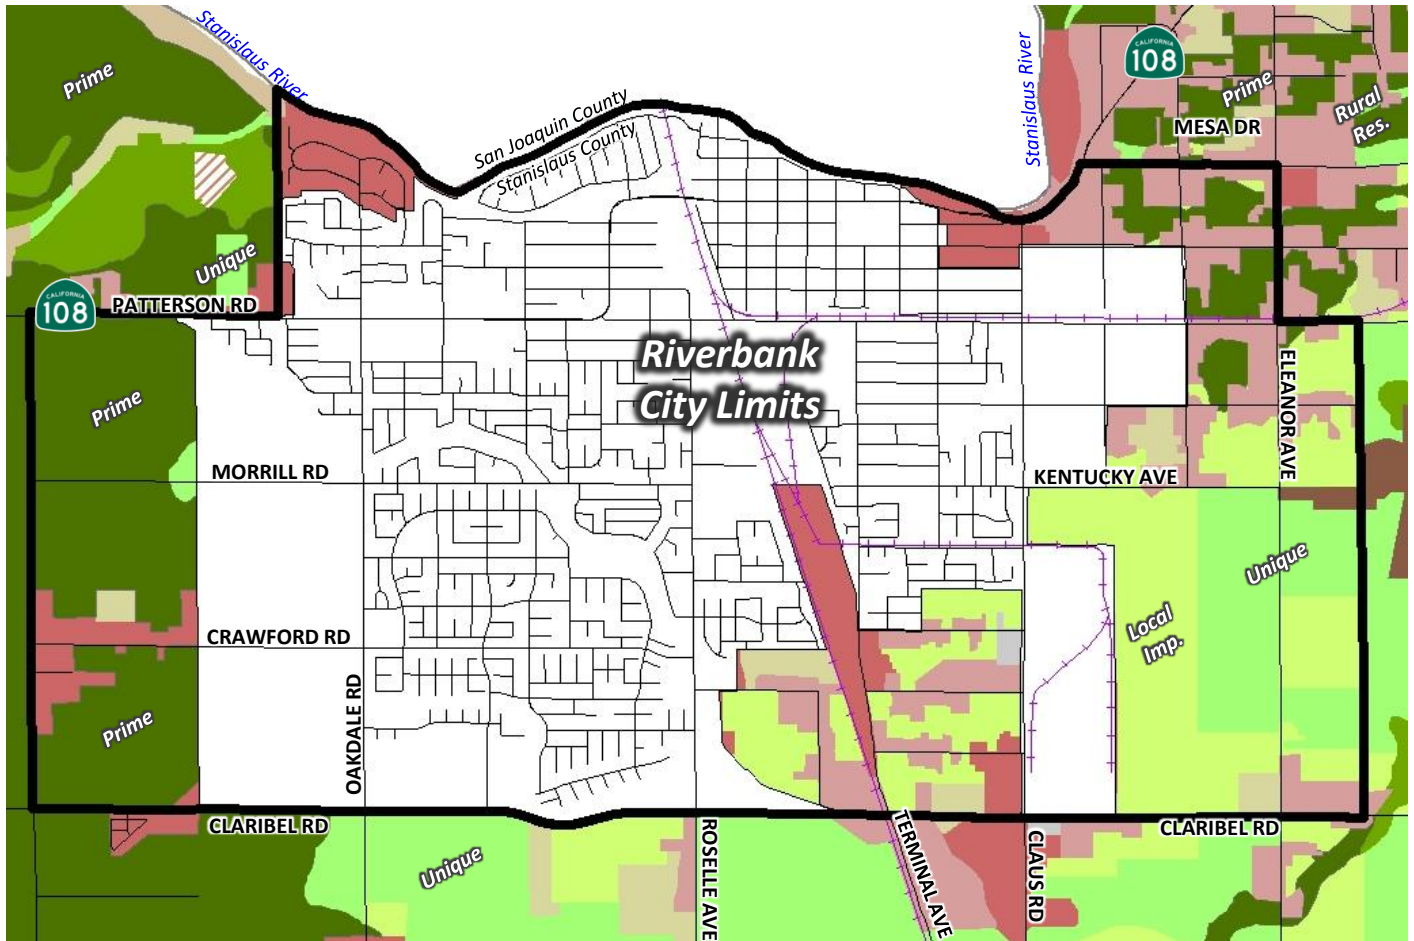 Stanislaus River
Stanislaus River
CALIFORNIA
108
Prime
Prime
Rural
Res.
San Joaquin County
Stanislaus County
MESA DR
Unique
CALIFORNIA
108
PATTERSON RD
Riverbank
City Limits
ELEANOR AVE
Prime
MORRILL RD
KENTUCKY AVE
Unique
Local
Imp.
CRAWFORD RD
OAKDALE RD
Prime
CLARIBEL RD
CLARIBEL RD
Unique
ROSELLE AVE
TERMINAL AVE
CLAUS RD